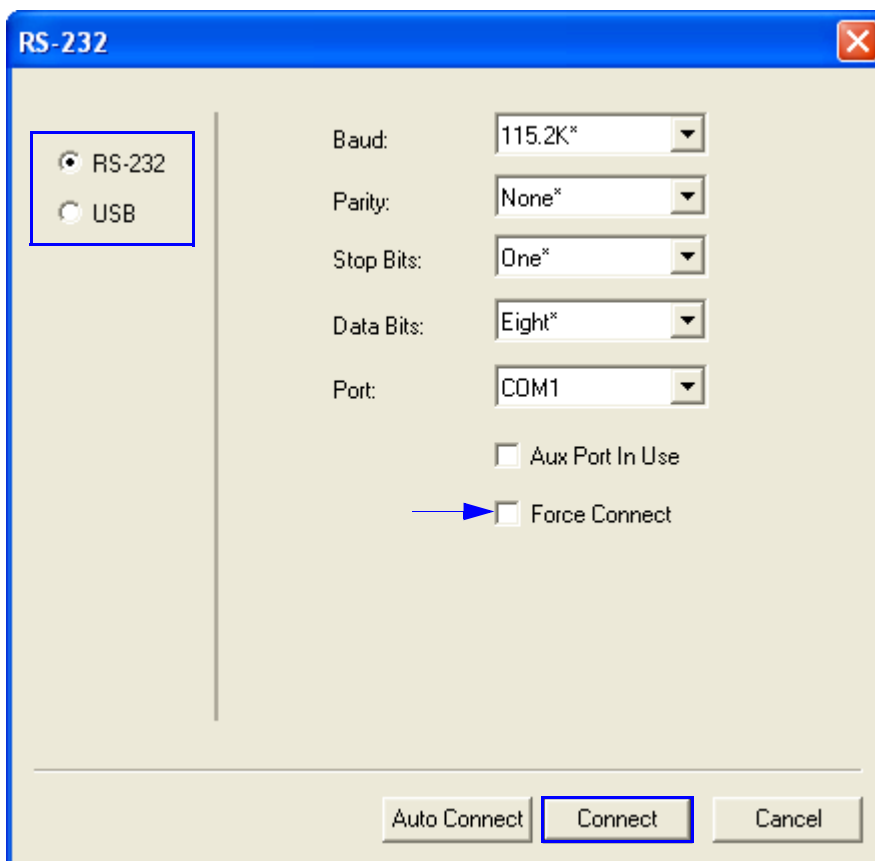 RS-232
RS-232
USB
Baud: 115.2K*
Parity: None*
Stop Bits: One*
Data Bits: Eight*
Port: COM1
Aux Port In Use
Force Connect
Auto Connect Connect Cancel